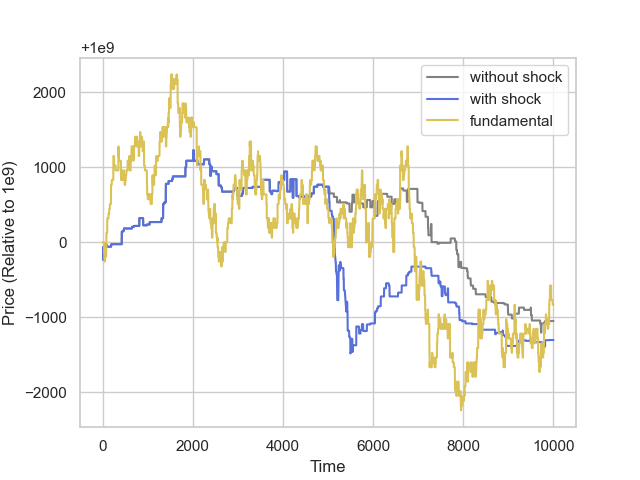 +1e9
without shock
with shock
fundamental
2000
1000
0
−1000
−2000
Price (Relative to 1e9)
0 2000 4000 6000 8000 10000
Time